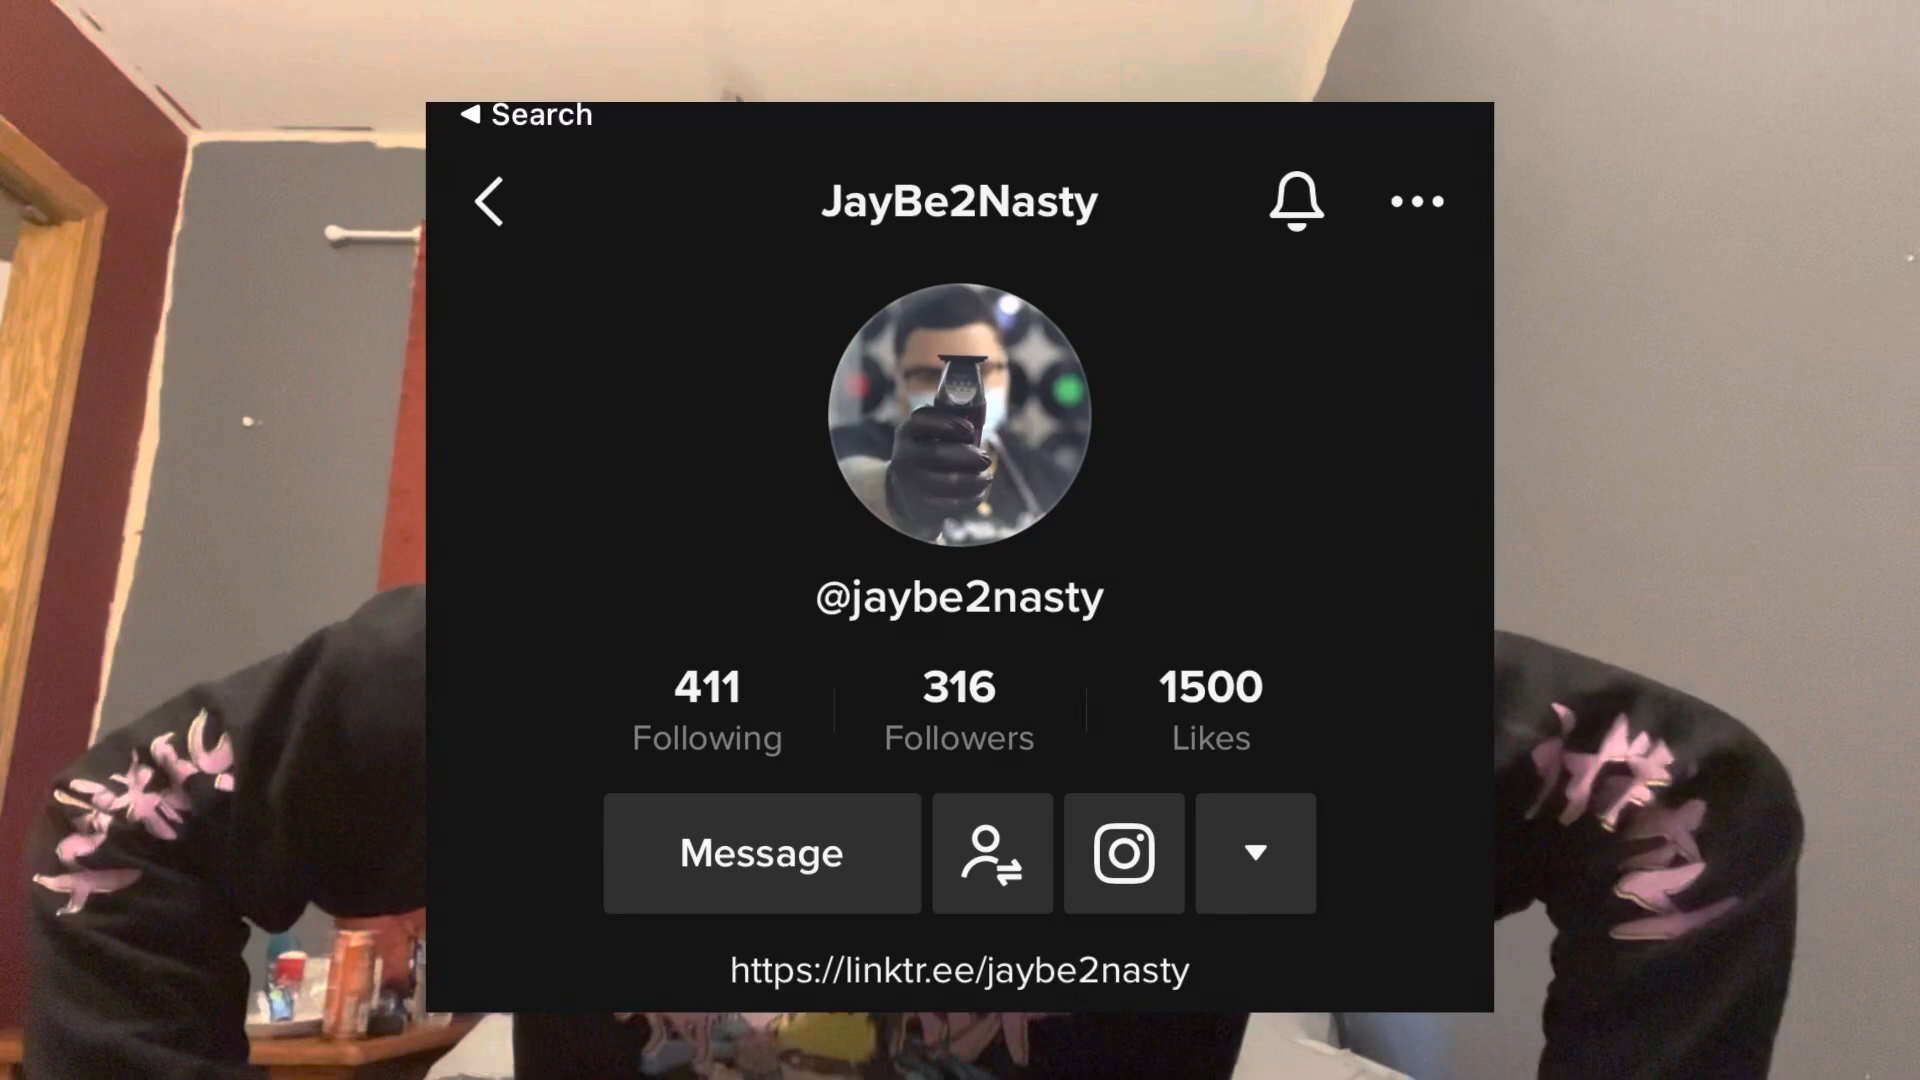 ◀ Search
JayBe2Nasty
@jaybe2nasty
411
Following
316
Followers
1500
Likes
Message
https://linktr.ee/jaybe2nasty